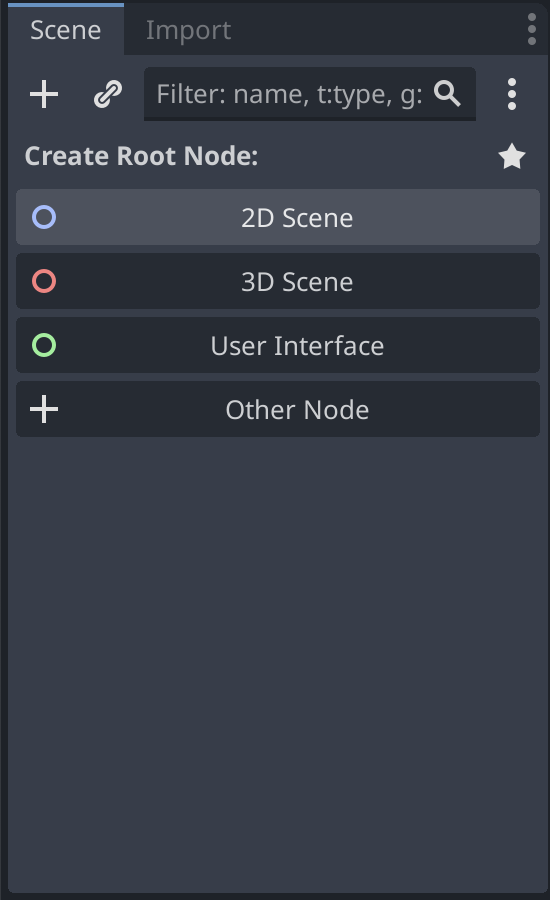 Scene Import
Filter: name, t:type, g:
Create Root Node:
2D Scene
3D Scene
User Interface
Other Node